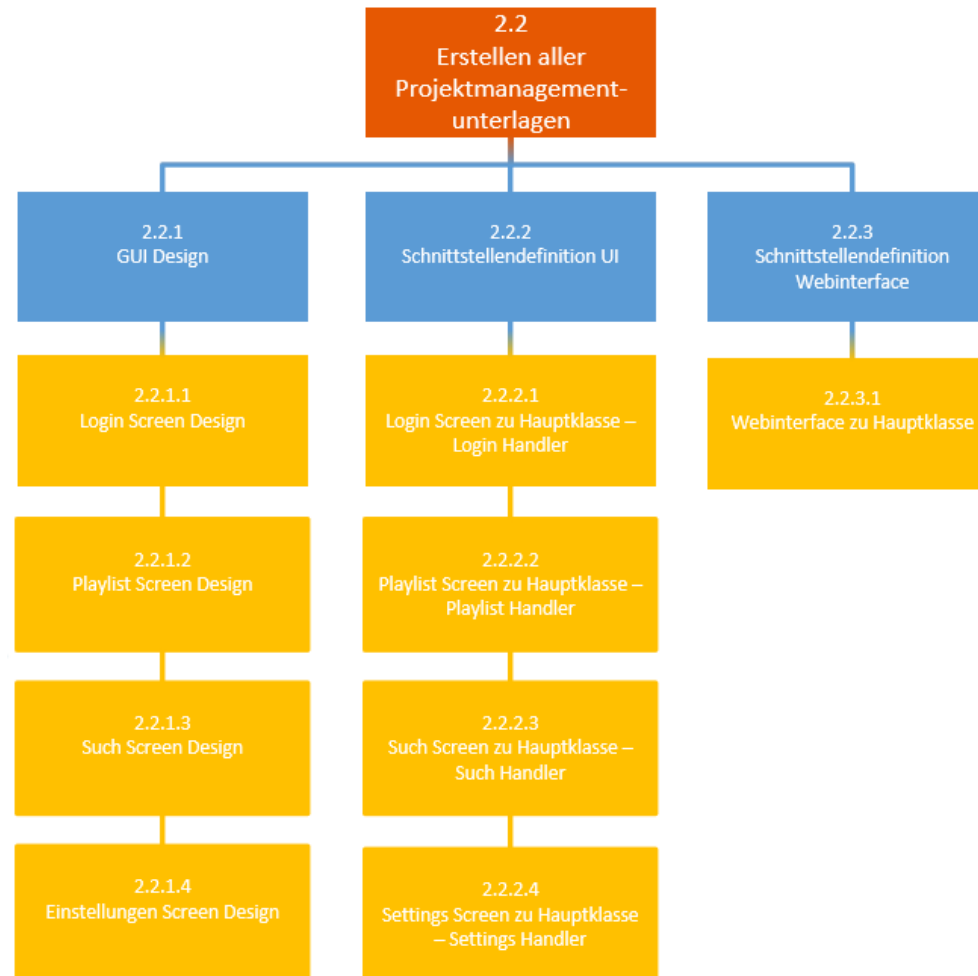 2.2
Erstellen aller
Projektmanagement-
unterlagen
2.2.1
GUI Design
2.2.1.1
Login Screen Design
2.2.1.2
Playlist Screen Design
2.2.1.3
Such Screen Design
2.2.1.4
Einstellungen Screen Design
2.2.2
Schnittstellendefinition UI
2.2.2.1
Login Screen zu Hauptklasse –
Login Handler
2.2.2.2
Playlist Screen zu Hauptklasse –
Playlist Handler
2.2.2.3
Such Screen zu Hauptklasse –
Such Handler
2.2.2.4
Settings Screen zu Hauptklasse
– Settings Handler
2.2.3
Schnittstellendefinition
Webinterface
2.2.3.1
Webinterface zu Hauptklasse